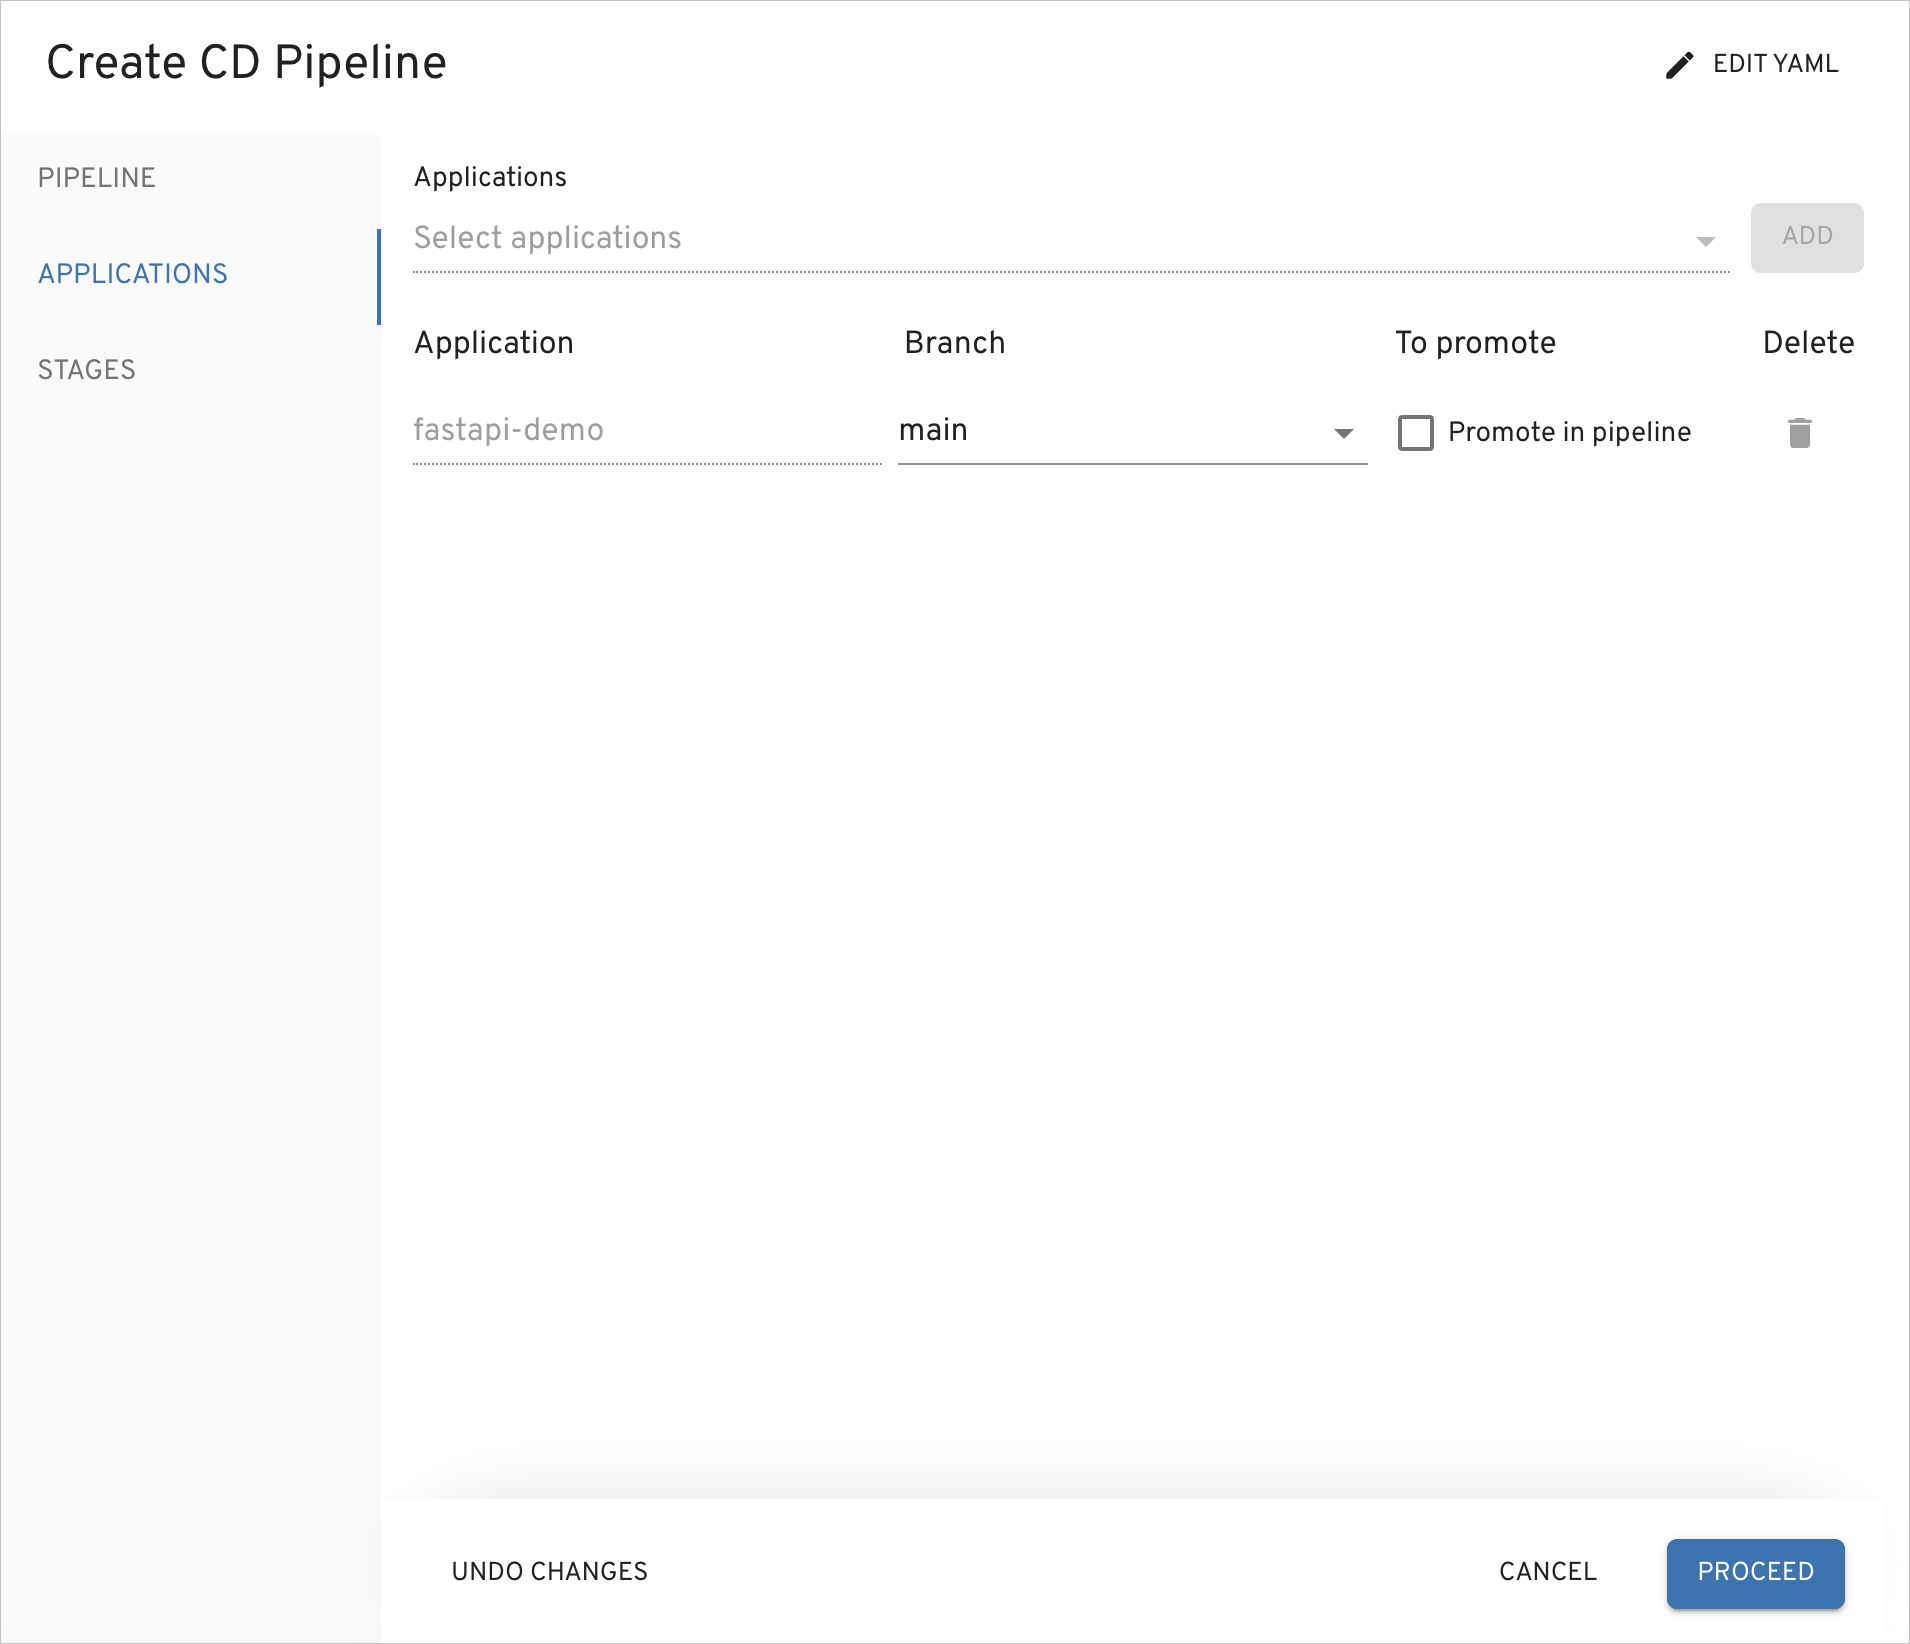 Create CD Pipeline
EDIT YAML
PIPELINE
APPLICATIONS
STAGES
Applications
Select applications
ADD
Application Branch To promote Delete
fastapi-demo main Promote in pipeline
UNDO CHANGES
CANCEL
PROCEED